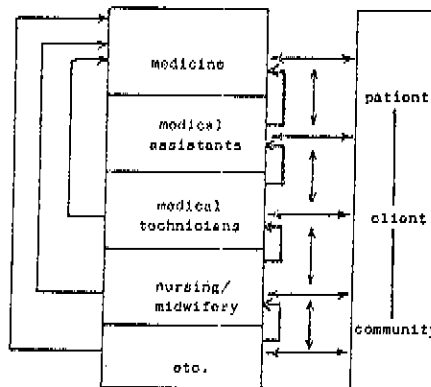 medicine
patient
medical
assistants
medical
technicians
client
nursing/
midwifery
community
etc.